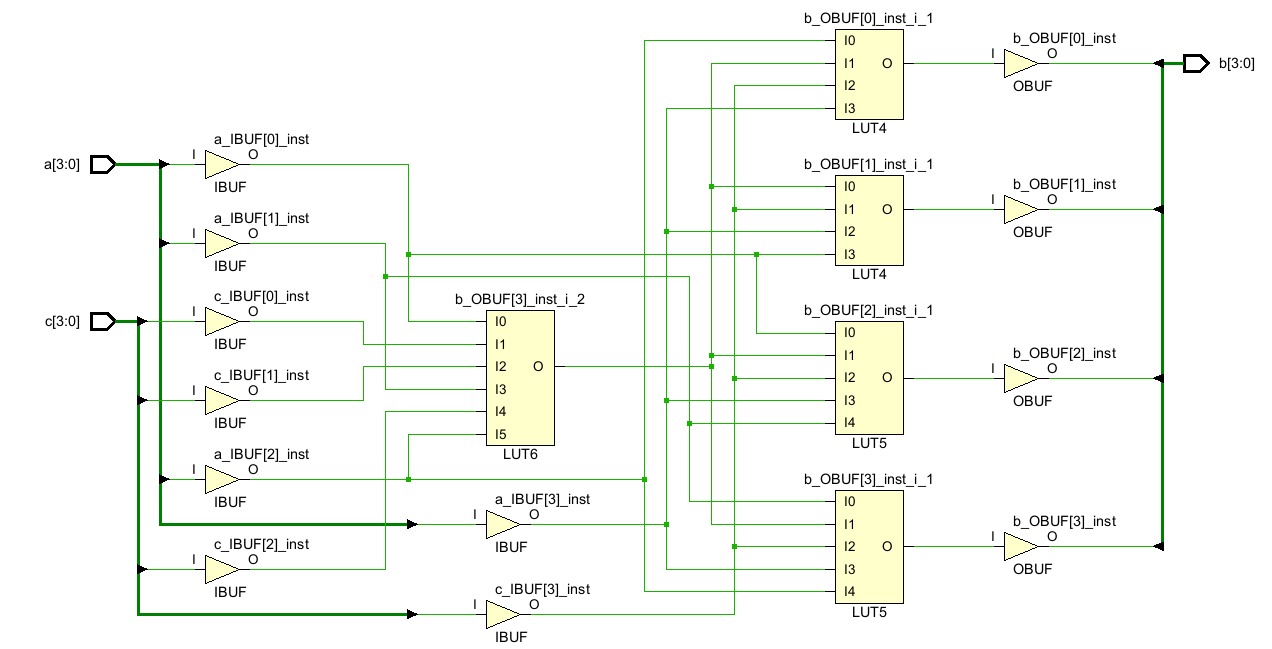 b_OBUF[0]_inst_i_1
I0
I1 O
I2
I3
LUT4
b_OBUF[0]_inst
I O
OBUF
b[3:0]
a[3:0]
a_IBUF[0]_inst
I O
IBUF
b_OBUF[1]_inst_i_1
I0
I1 O
I2
I3
LUT4
b_OBUF[1]_inst
I O
OBUF
a_IBUF[1]_inst
I O
IBUF
c[3:0]
c_IBUF[0]_inst
I O
IBUF
b_OBUF[3]_inst_i_2
I0
I1
I2 O
I3
I4
I5
LUT6
b_OBUF[2]_inst_i_1
I0
I1
I2 O
I3
I4
LUT5
b_OBUF[2]_inst
I O
OBUF
c_IBUF[1]_inst
I O
IBUF
a_IBUF[2]_inst
I O
IBUF
a_IBUF[3]_inst
I O
IBUF
b_OBUF[3]_inst_i_1
I0
I1
I2 O
I3
I4
LUT5
b_OBUF[3]_inst
I O
OBUF
c_IBUF[2]_inst
I O
IBUF
c_IBUF[3]_inst
I O
IBUF